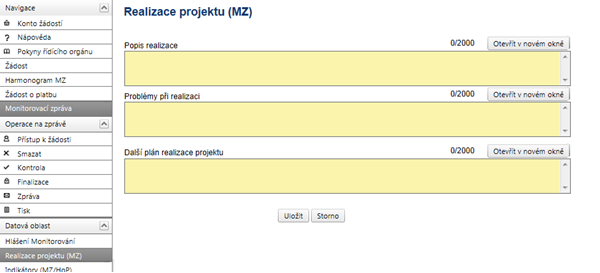 Navigace
Konto žádostí
Nápověda
Pokyny řídícího orgánu
Žádost
Harmonogram MZ
Žádost o platbu
Monitorovací zpráva
Operace na zprávě
Přístup k žádosti
Smazat
Kontrola
Finalizace
Zpráva
Tisk
Datová oblast
Hlášení Monitorování
Realizace projektu (MZ)
Indikátory (MZ/HoP)
Realizace projektu (MZ)
Popis realizace 0/2000 Otevřít v novém okně
Problémy při realizaci 0/2000 Otevřít v novém okně
Další plán realizace projektu 0/2000 Otevřít v novém okně
Uložit Storno